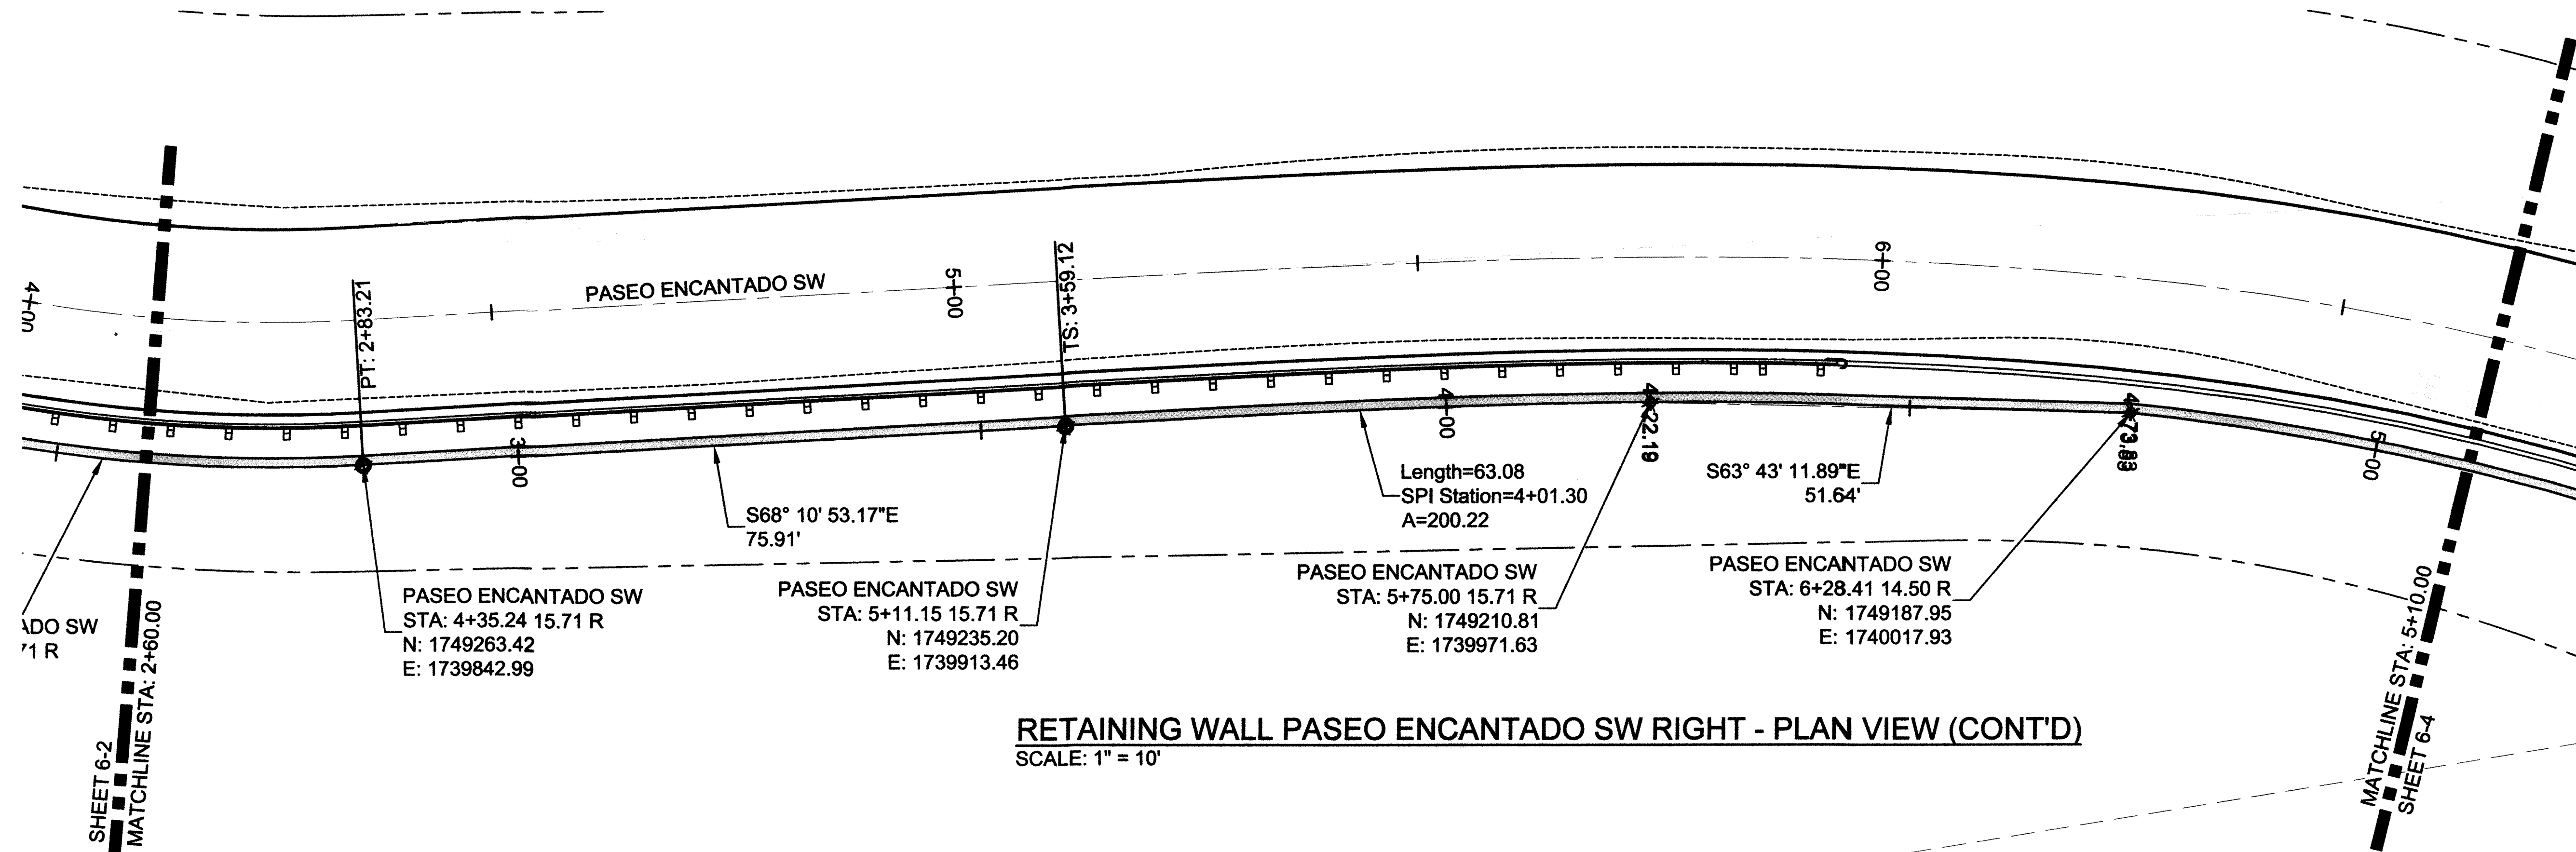 4+00
PASEO ENCANTADO SW
5+00
6+00
PT: 2+83.21
TS: 3+59.12
3+00
4+00
5+00
S68° 10' 53.17"E
75.91'
Length=63.08
SPI Station=4+01.30
A=200.22
S63° 43' 11.89"E
51.64'
ADO SW
71 R
PASEO ENCANTADO SW
STA: 4+35.24 15.71 R
N: 1749263.42
E: 1739842.99
PASEO ENCANTADO SW
STA: 5+11.15 15.71 R
N: 1749235.20
E: 1739913.46
PASEO ENCANTADO SW
STA: 5+75.00 15.71 R
N: 1749210.81
E: 1739971.63
PASEO ENCANTADO SW
STA: 6+28.41 14.50 R
N: 1749187.95
E: 1740017.93
SHEET 6-2
MATCHLINE STA: 2+60.00
MATCHLINE STA: 5+10.00
SHEET 6-4
RETAINING WALL PASEO ENCANTADO SW RIGHT - PLAN VIEW (CONT'D)
SCALE: 1" = 10'